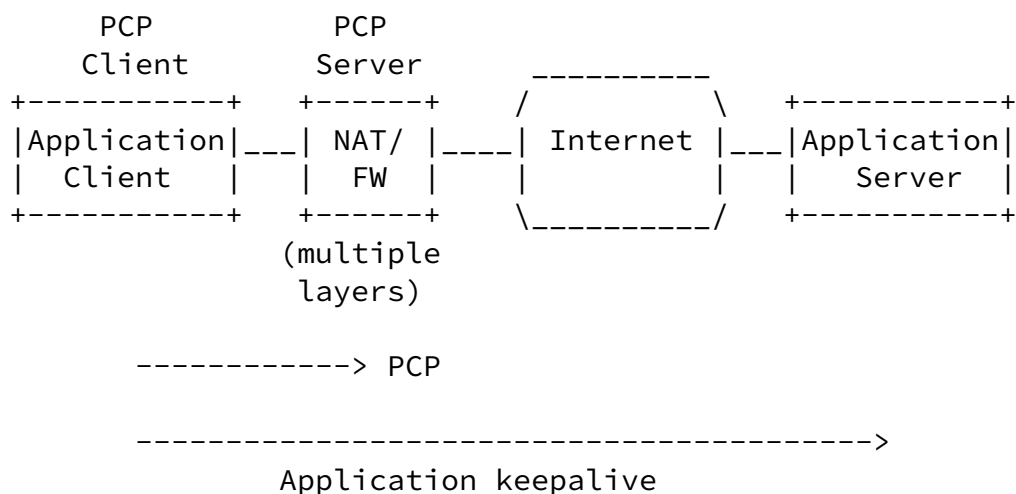 PCP PCP
Client Server
Application NAT/ Internet Application
Client FW Server
(multiple
layers)
PCP
Application keepalive